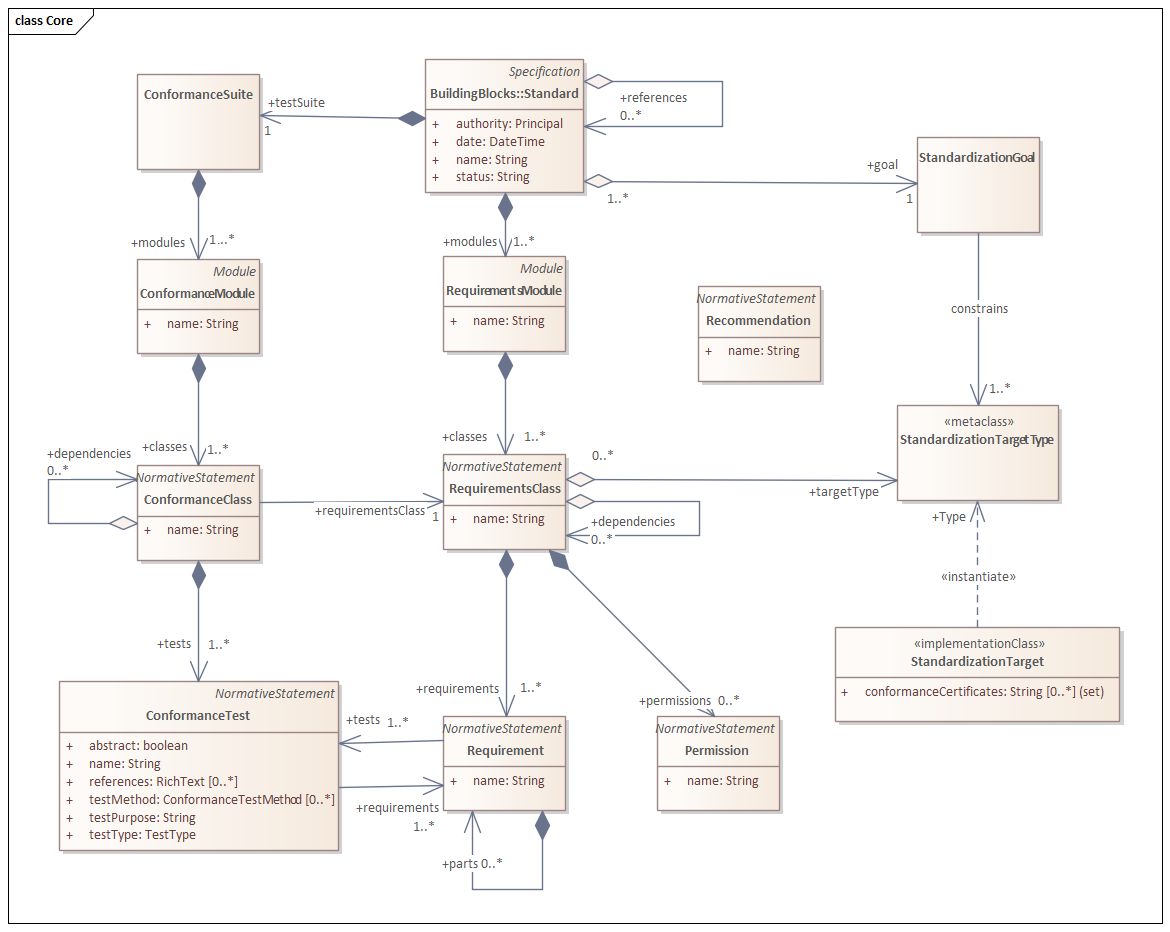 class Core
ConformanceSuite
Specification
BuildingBlocks::Standard
+ authority: Principal
+ date: DateTime
+ name: String
+ status: String
+testSuite
1
+references
0..*
+goal
1..*
1
StandardizationGoal
+modules
1...*
+modules
1..*
Module
ConformanceModule
+ name: String
Module
RequirementsModule
+ name: String
NormativeStatement
Recommendation
+ name: String
constrains
1..*
«metaclass»
StandardizationTargetType
+classes
1..*
+classes
1..*
+dependencies
0..*
NormativeStatement
ConformanceClass
+ name: String
+requirementsClass
1
NormativeStatement
RequirementsClass
+ name: String
0..*
+targetType
+dependencies
0..*
+Type
«instantiate»
«implementationClass»
StandardizationTarget
+ conformanceCertificates: String [0..*] (set)
+tests
1..*
+requirements
1..*
+permissions 0..*
NormativeStatement
ConformanceTest
+ abstract: boolean
+ name: String
+ references: RichText [0..*]
+ testMethod: ConformanceTestMethod [0..*]
+ testPurpose: String
+ testType: TestType
+tests
1..*
+requirements
1..*
NormativeStatement
Requirement
+ name: String
NormativeStatement
Permission
+ name: String
+parts 0..*